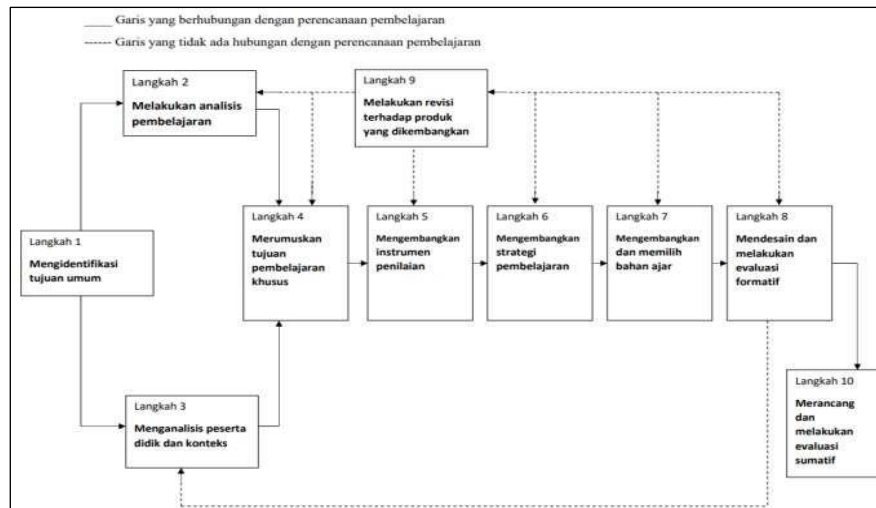 ____ Garis yang berhubungan dengan perencanaan pembelajaran
------ Garis yang tidak ada hubungan dengan perencanaan pembelajaran
Langkah 1
Mengidentifikasi
tujuan umum
Langkah 2
Melakukan analisis
pembelajaran
Langkah 3
Menganalisis peserta
didik dan konteks
Langkah 4
Merumuskan
tujuan
pembelajaran
khusus
Langkah 5
Mengembangkan
instrumen
penilaian
Langkah 6
Mengembangkan
strategi
pembelajaran
Langkah 7
Mengembangkan
dan memilih
bahan ajar
Langkah 8
Mendesain dan
melakukan
evaluasi
formatif
Langkah 9
Melakukan revisi
terhadap produk
yang dikembangkan
Langkah 10
Merancang
dan
melakukan
evaluasi
sumatif